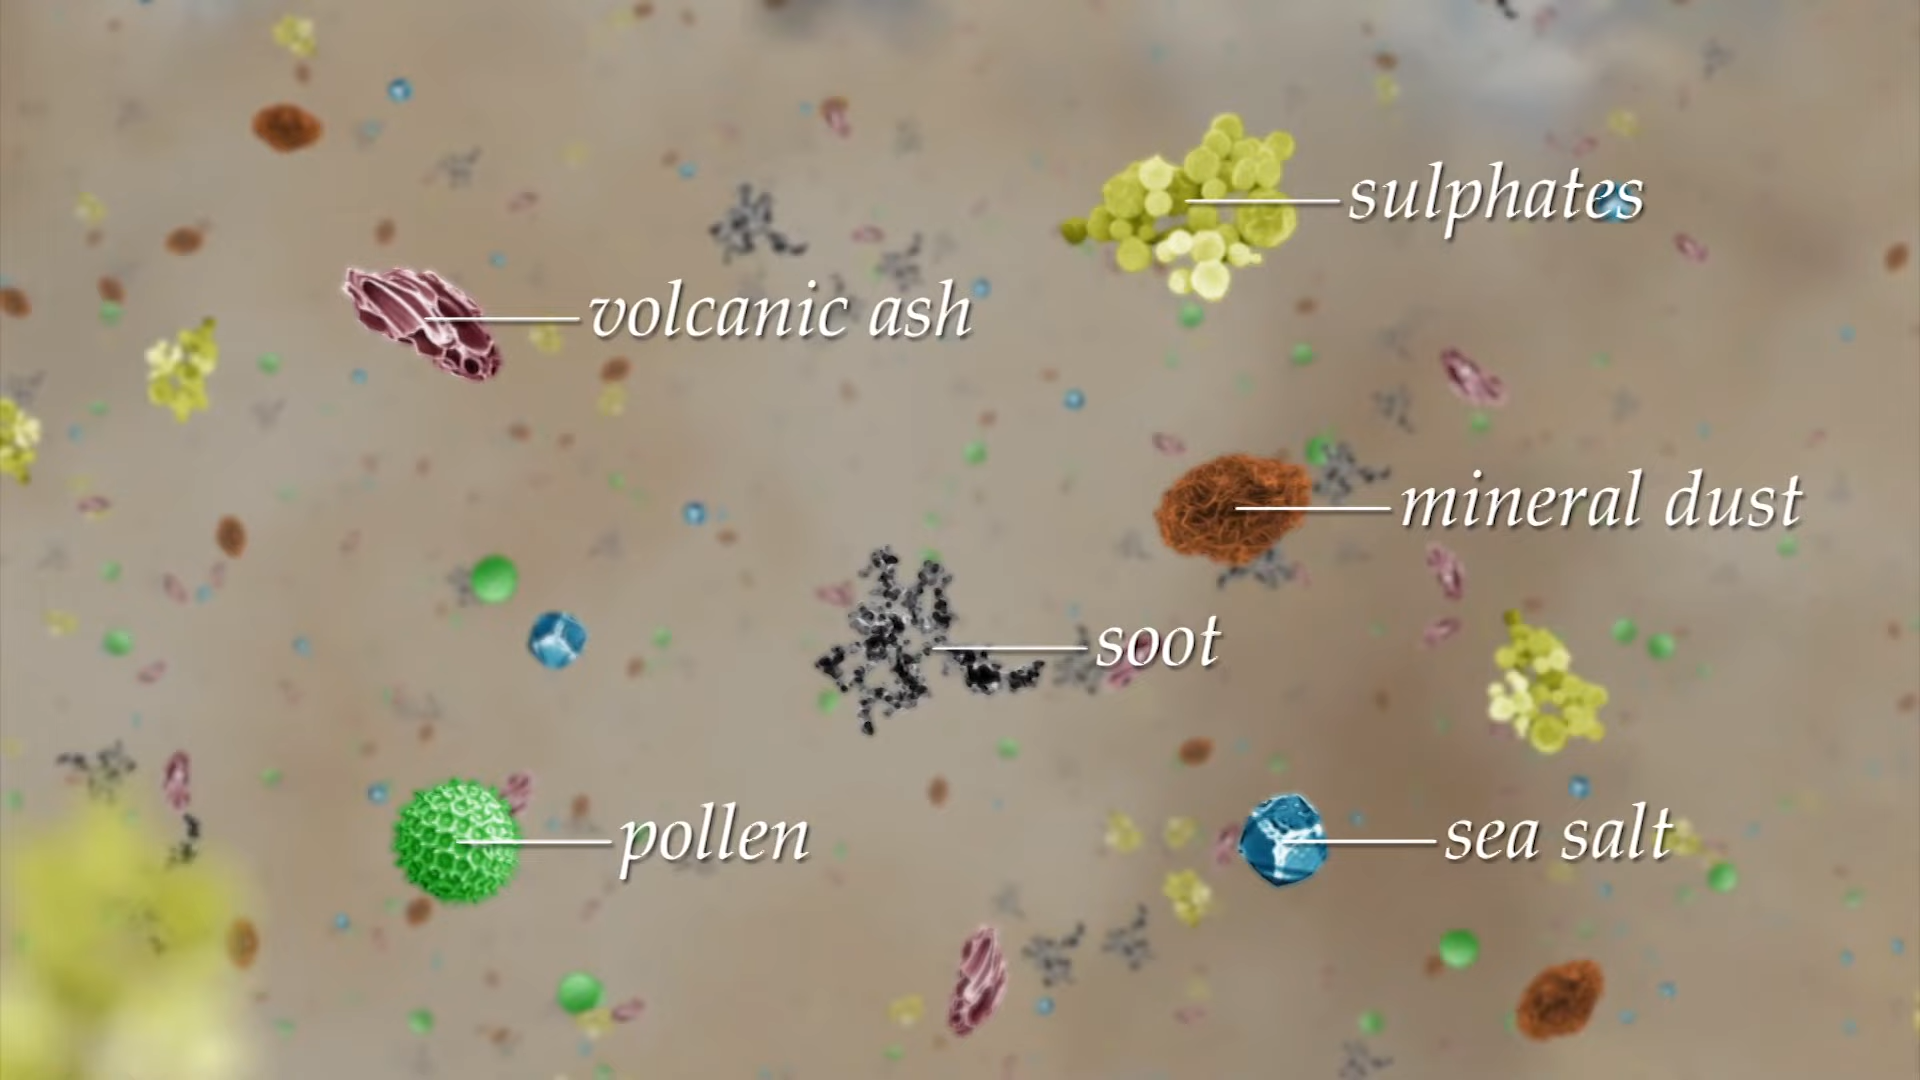 sulphates
volcanic ash
mineral dust
soot
pollen
sea salt